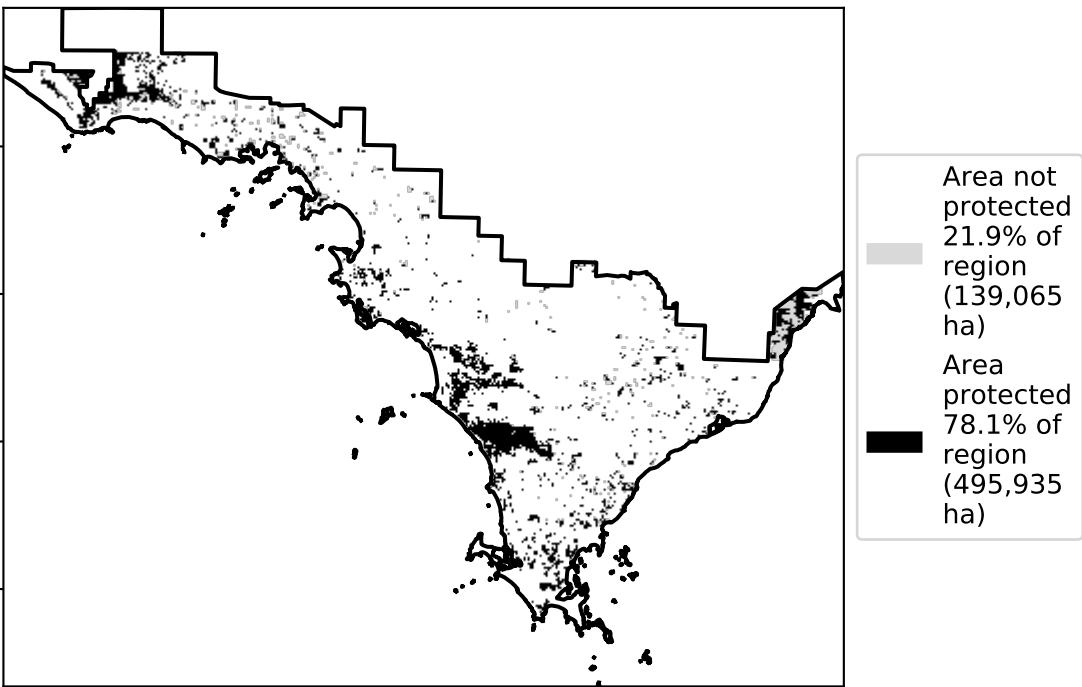 Area not
protected
21.9% of
region
(139,065
ha)
Area
protected
78.1% of
region
(495,935
ha)